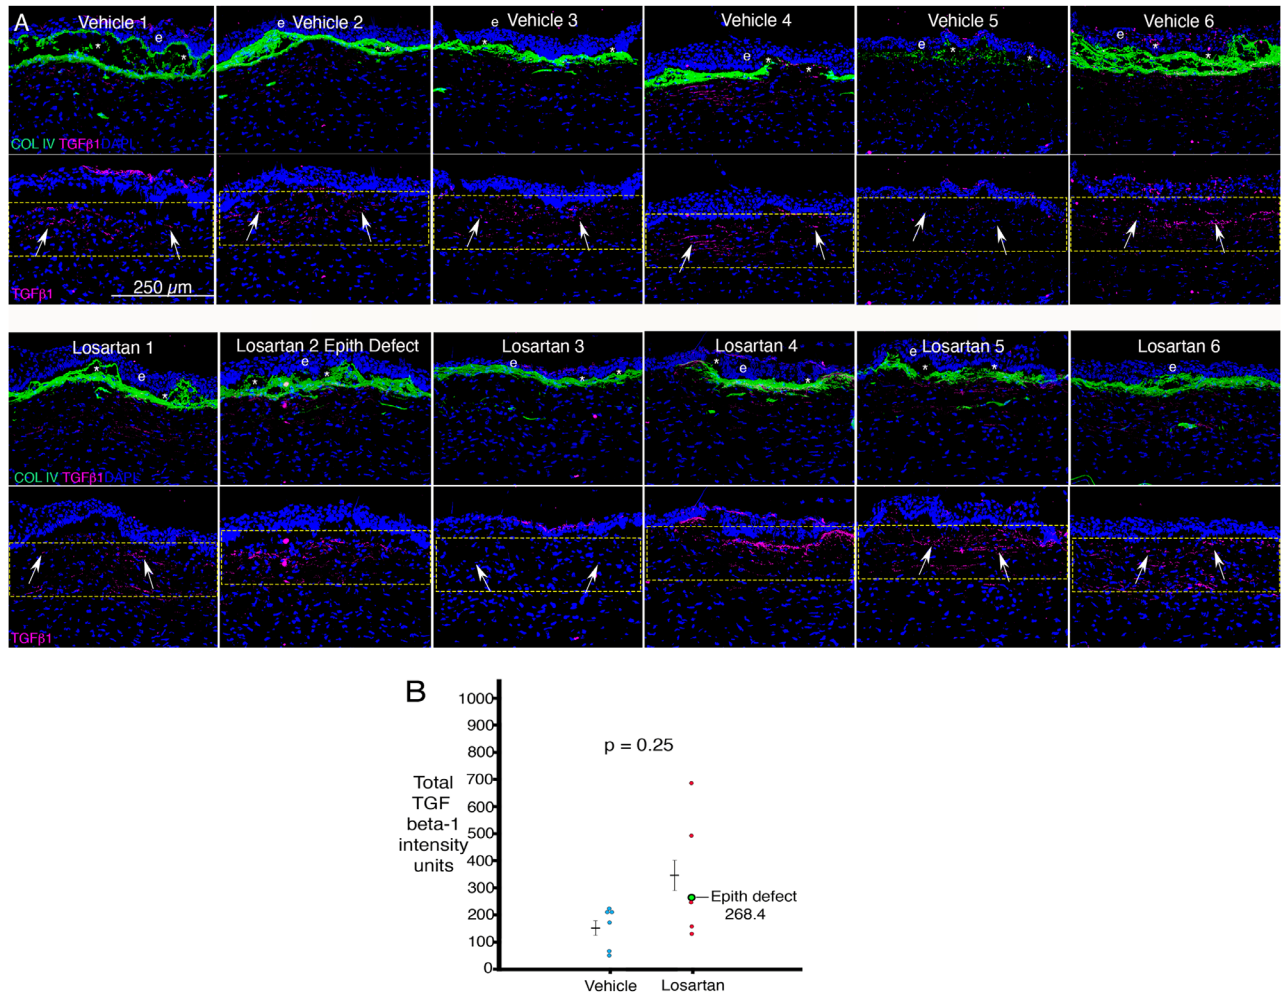 A
Vehicle 1
Vehicle 2
Vehicle 3
Vehicle 4
Vehicle 5
Vehicle 6
e
e
e
e
e
e
* *
*
* *
* *
* *
* *
COL IV TGFβ1 DAPI
TGFβ1
250 µm
Losartan 1
Losartan 2 Epith Defect
Losartan 3
Losartan 4
Losartan 5
Losartan 6
e
e
e
e
e
e
* *
* *
* *
* *
* *
COL IV TGFβ1 DAPI
TGFβ1
B
p = 0.25
Total
TGF
beta-1
intensity
units
1000
900
800
700
600
500
400
300
200
100
0
Epith defect
268.4
Vehicle
Losartan